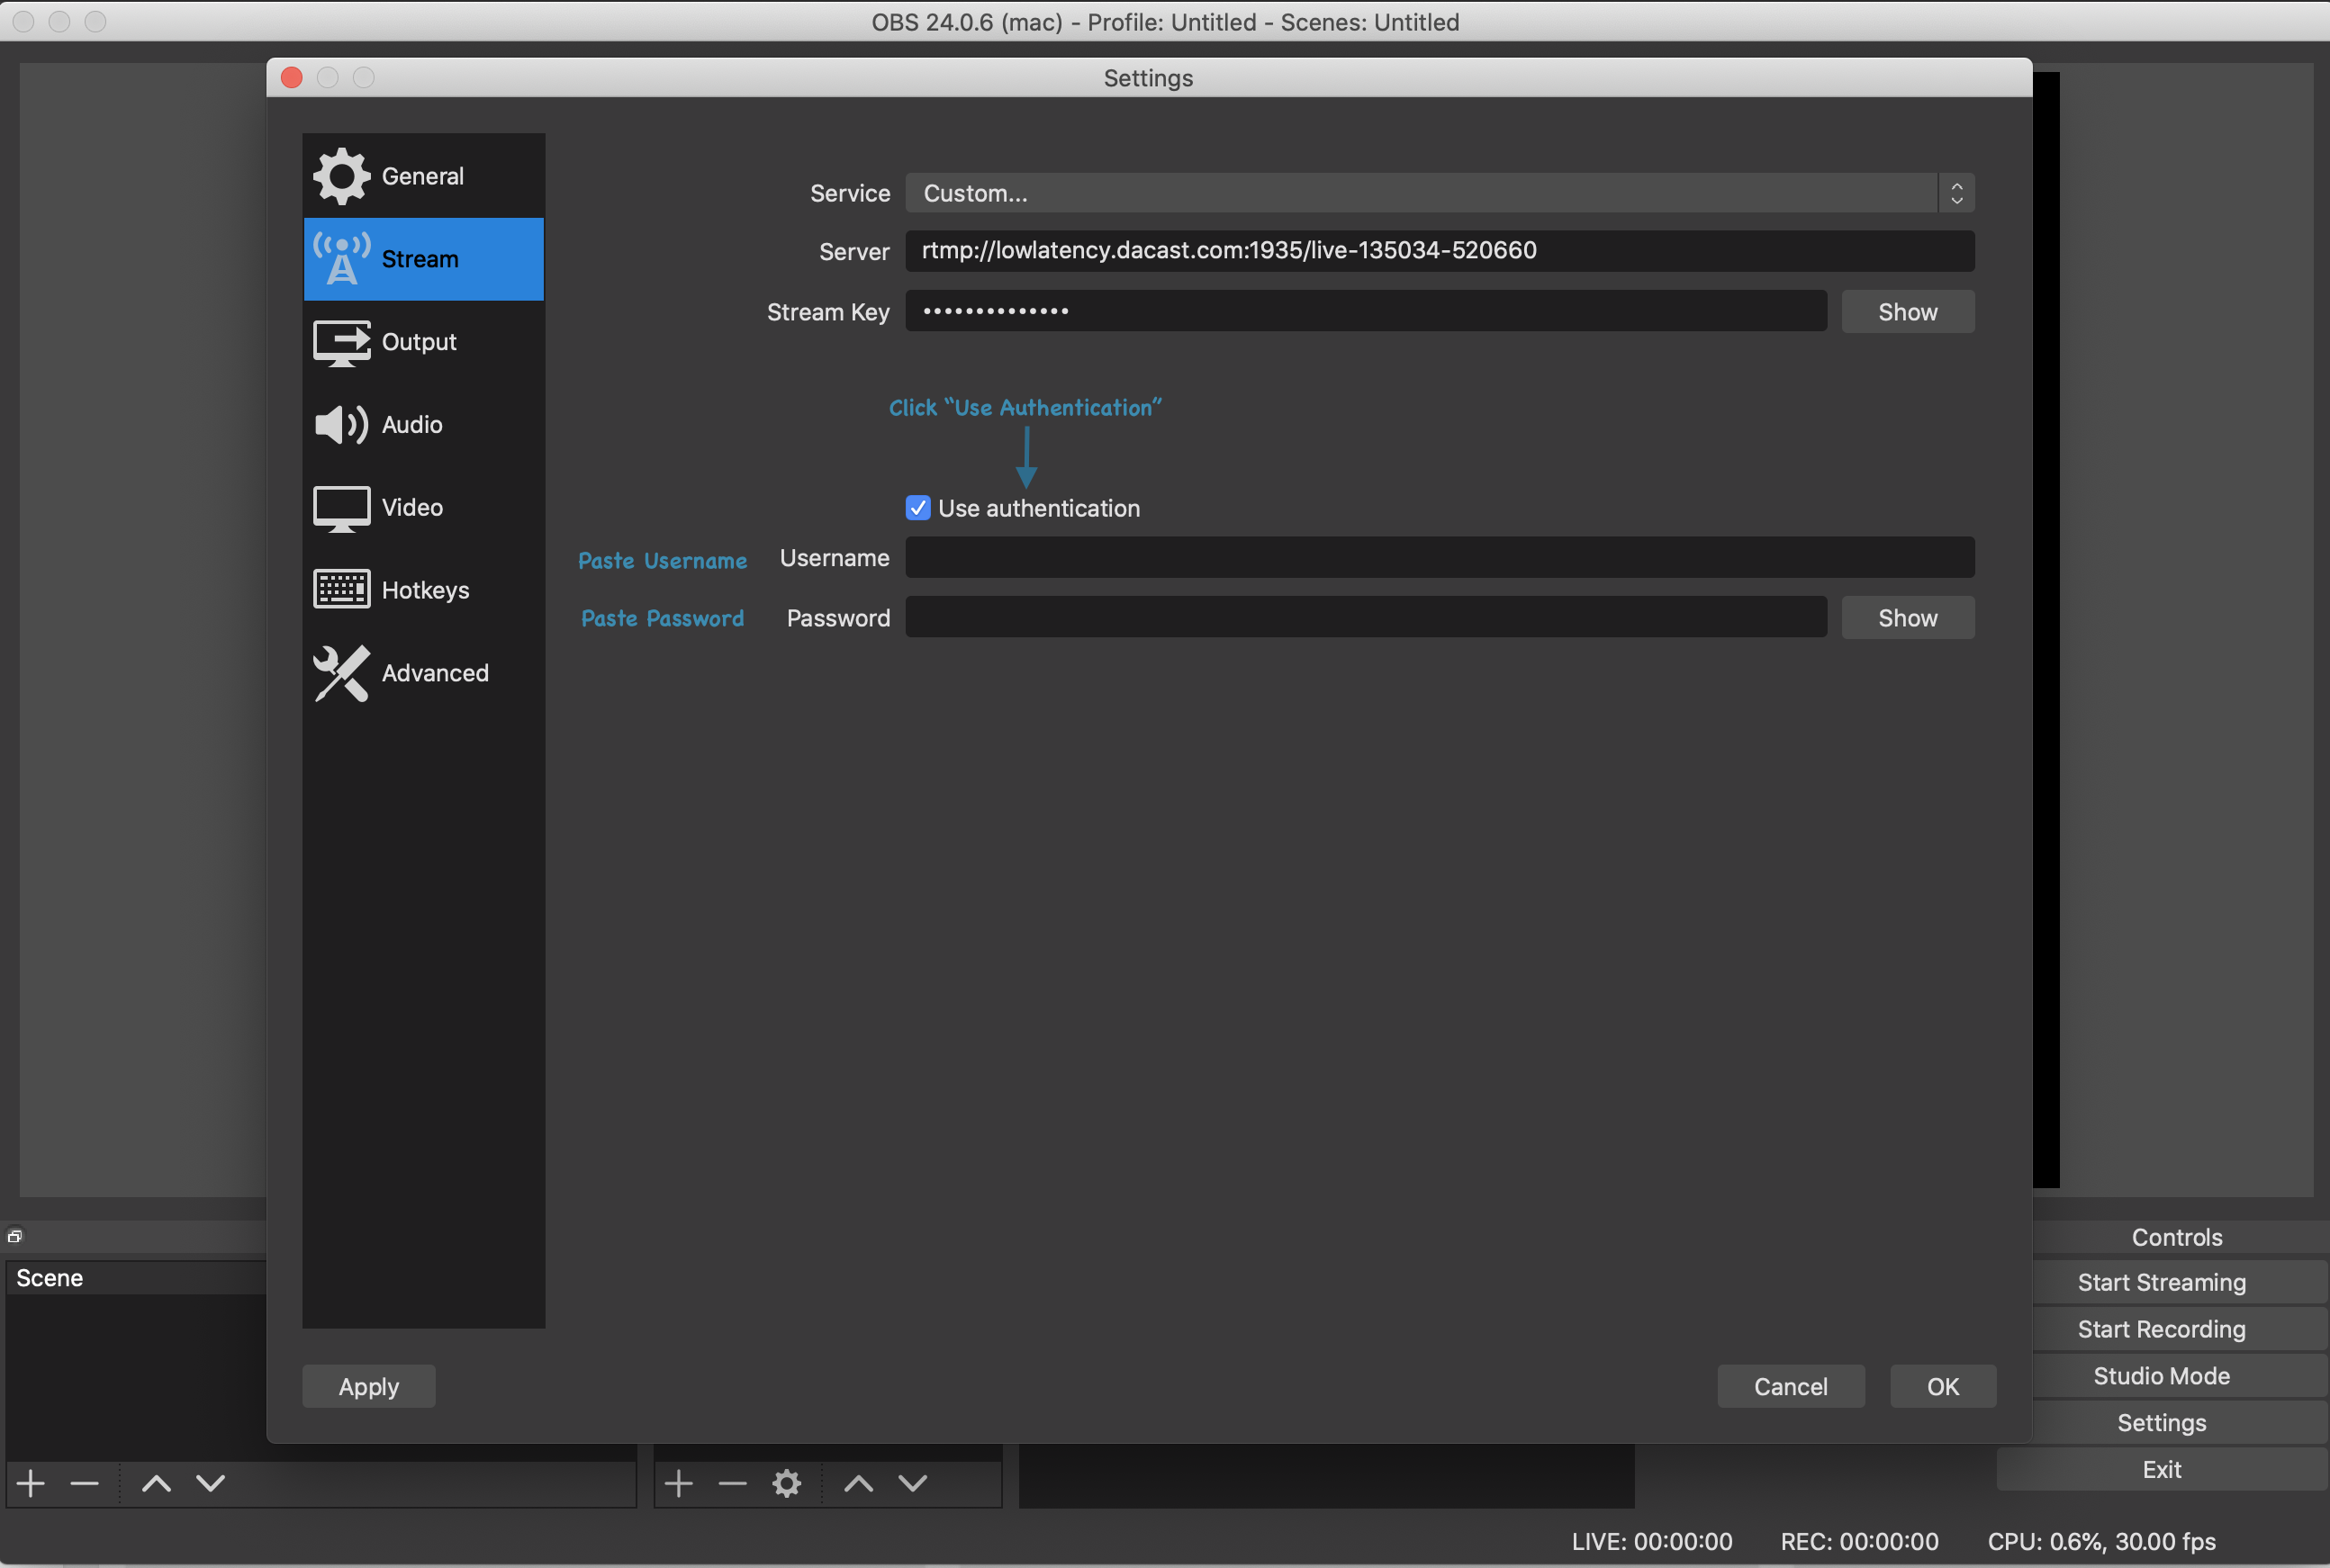 OBS 24.0.6 (mac) - Profile: Untitled - Scenes: Untitled
Settings
General
Stream
Output
Audio
Video
Hotkeys
Advanced
Service Custom...
Server rtmp://lowlatency.dacast.com:1935/live-135034-520660
Stream Key •••••••••••••• Show
Click “Use Authentication”
Use authentication
Paste Username Username
Paste Password Password Show
Apply Cancel OK
Scene
Controls
Start Streaming
Start Recording
Studio Mode
Settings
Exit
LIVE: 00:00:00 REC: 00:00:00 CPU: 0.6%, 30.00 fps